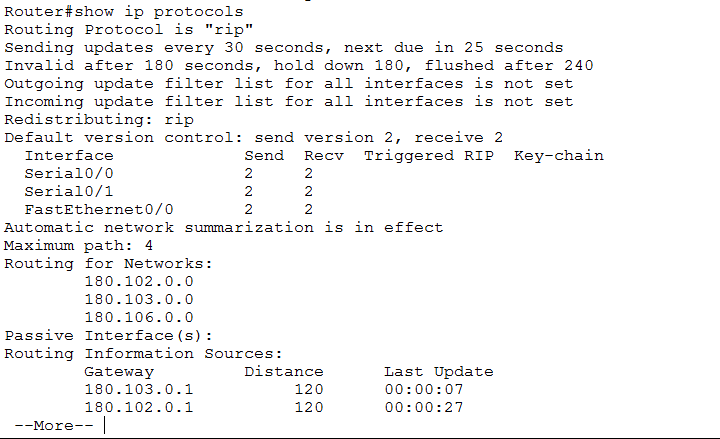 Router#show ip protocols
Routing Protocol is "rip"
Sending updates every 30 seconds, next due in 25 seconds
Invalid after 180 seconds, hold down 180, flushed after 240
Outgoing update filter list for all interfaces is not set
Incoming update filter list for all interfaces is not set
Redistributing: rip
Default version control: send version 2, receive 2
  Interface             Send  Recv  Triggered RIP  Key-chain
  Serial0/0             2     2
  Serial0/1             2     2
  FastEthernet0/0       2     2
Automatic network summarization is in effect
Maximum path: 4
Routing for Networks:
        180.102.0.0
        180.103.0.0
        180.106.0.0
Passive Interface(s):
Routing Information Sources:
        Gateway         Distance      Last Update
        180.103.0.1          120      00:00:07
        180.102.0.1          120      00:00:27
 --More--